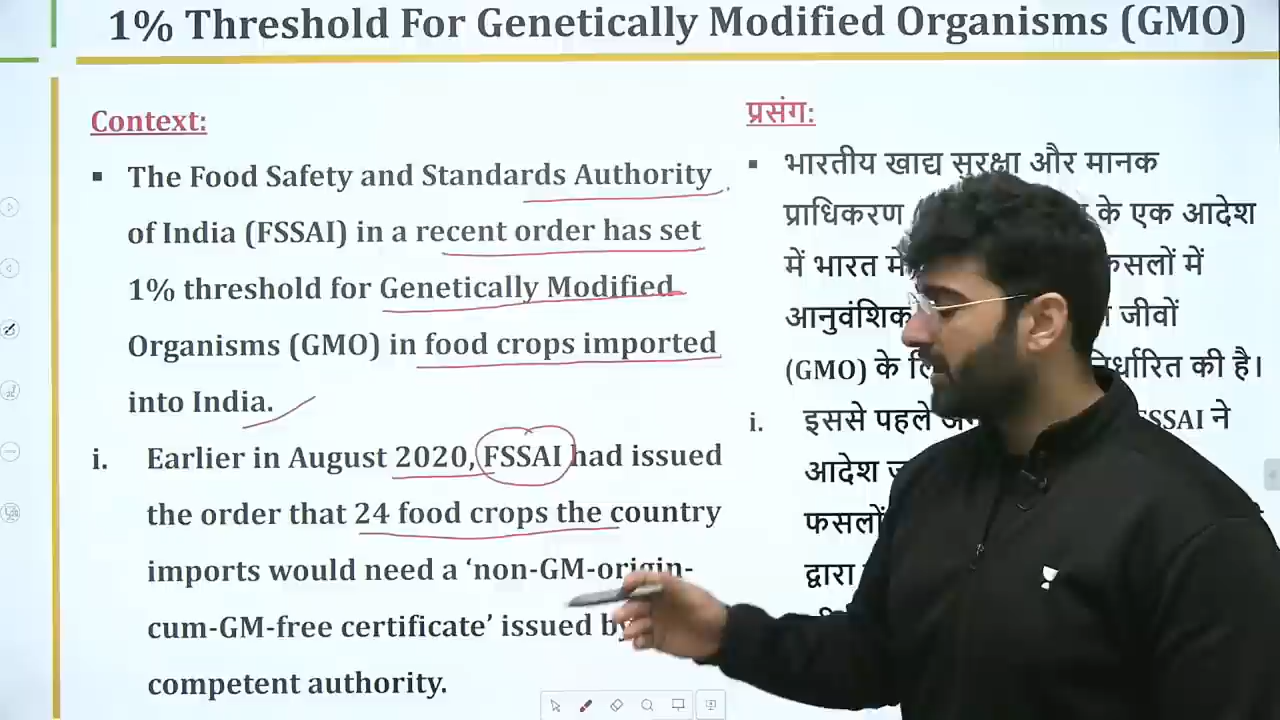 1% Threshold For Genetically Modified Organisms (GMO)
Context:
▪ The Food Safety and Standards Authority
of India (FSSAI) in a recent order has set
1% threshold for Genetically Modified
Organisms (GMO) in food crops imported
into India.
i. Earlier in August 2020, FSSAI had issued
the order that 24 food crops the country
imports would need a ‘non-GM-origin-
cum-GM-free certificate’ issued by
competent authority.
प्रसंग:
▪ भारतीय खाद्य सुरक्षा और मानक
प्राधिकरण के एक आदेश
में भारत में फसलों में
आनुवंशिक जीवों
(GMO) के निर्धारित की है।
i. इससे पहले FSSAI ने
आदेश
फसलों
द्वारा